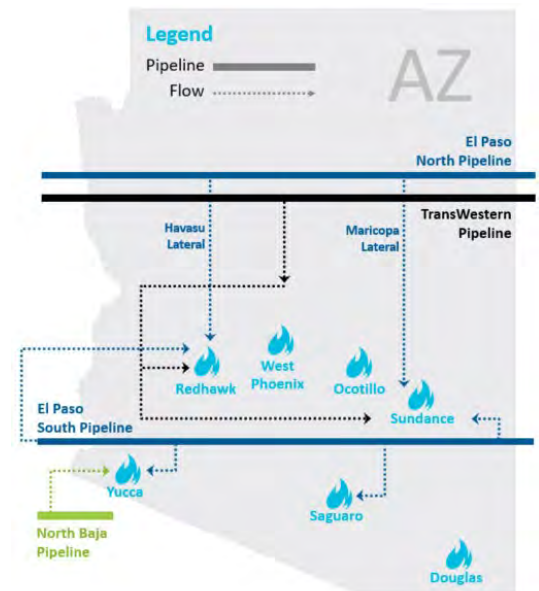 Legend
Pipeline
Flow
AZ
El Paso
North Pipeline
TransWestern
Pipeline
Havasu
Lateral
Maricopa
Lateral
Redhawk
West
Phoenix
Ocotillo
Sundance
El Paso
South Pipeline
Yucca
Saguaro
North Baja
Pipeline
Douglas